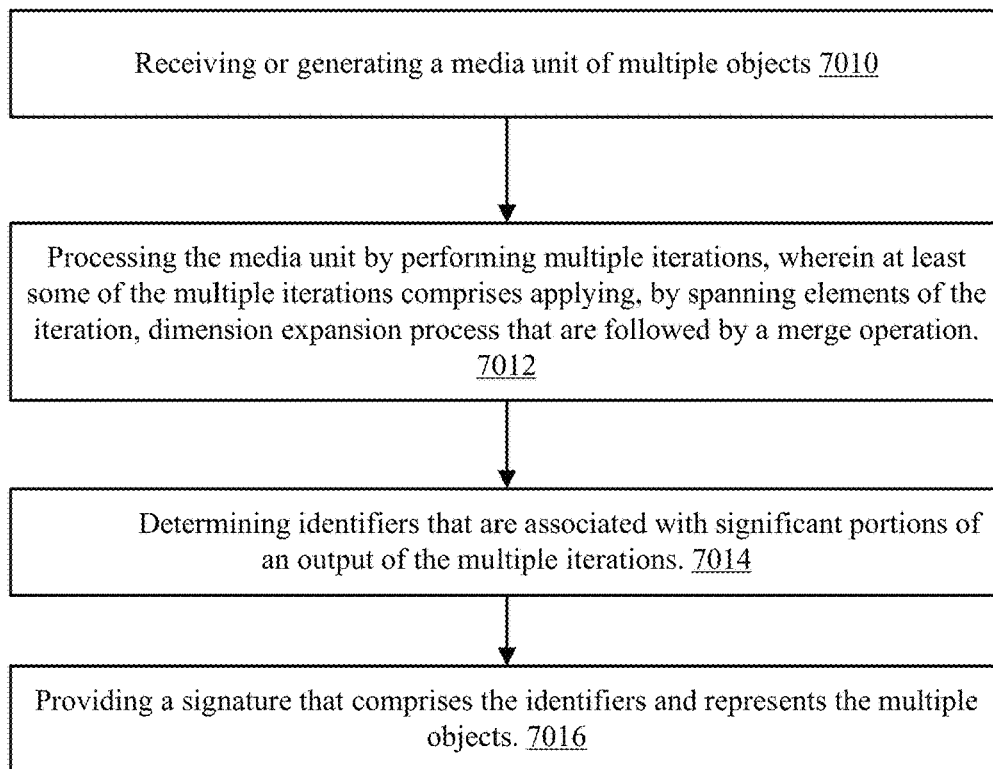 Receiving or generating a media unit of multiple objects 7010
Processing the media unit by performing multiple iterations, wherein at least
some of the multiple iterations comprises applying, by spanning elements of the
iteration, dimension expansion process that are followed by a merge operation.
7012
Determining identifiers that are associated with significant portions of
an output of the multiple iterations. 7014
Providing a signature that comprises the identifiers and represents the multiple
objects. 7016